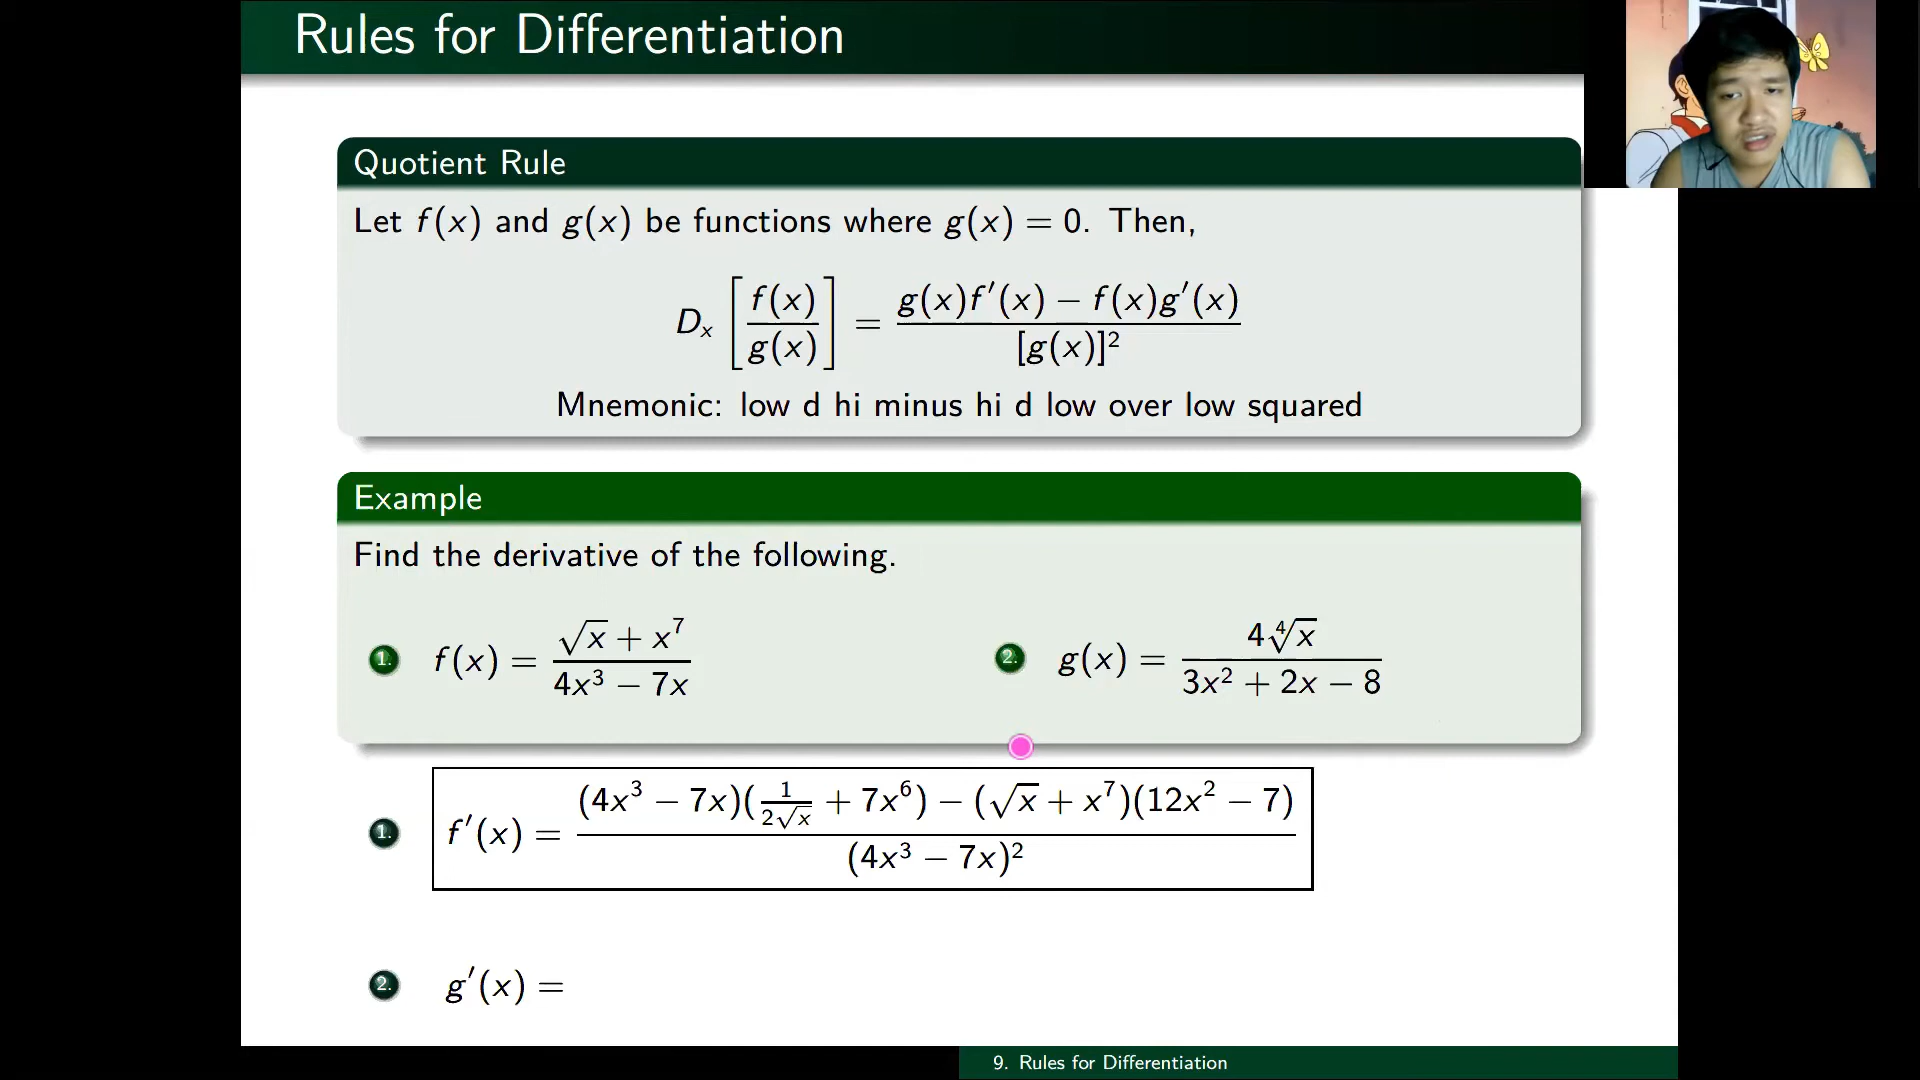 Rules for Differentiation
Quotient Rule
Let f(x) and g(x) be functions where g(x) = 0. Then,
D_x [f(x)/g(x)] = (g(x)f′(x) − f(x)g′(x))/[g(x)]²
Mnemonic: low d hi minus hi d low over low squared
Example
Find the derivative of the following.
1. f(x) = (√x + x⁷)/(4x³ − 7x)
2. g(x) = 4∜x/(3x² + 2x − 8)
1. f′(x) = ((4x³ − 7x)(1/(2√x) + 7x⁶) − (√x + x⁷)(12x² − 7))/(4x³ − 7x)²
2. g′(x) =
9. Rules for Differentiation